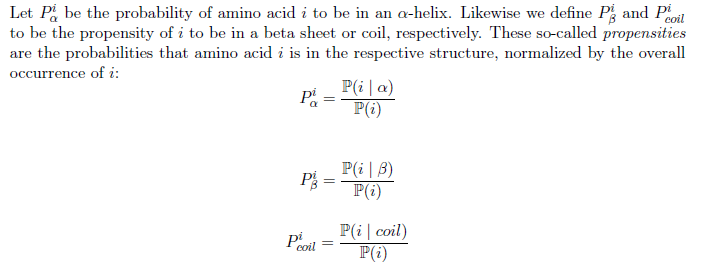 Let $P^i_\alpha$ be the probability of amino acid $i$ to be in an $\alpha$-helix. Likewise we define $P^i_\beta$ and $P^i_{coil}$
to be the propensity of $i$ to be in a beta sheet or coil, respectively. These so-called propensities
are the probabilities that amino acid $i$ is in the respective structure, normalized by the overall
occurrence of $i$:
$P^i_\alpha = \frac{\mathbb{P}(i \mid \alpha)}{\mathbb{P}(i)}$
$P^i_\beta = \frac{\mathbb{P}(i \mid \beta)}{\mathbb{P}(i)}$
$P^i_{coil} = \frac{\mathbb{P}(i \mid coil)}{\mathbb{P}(i)}$